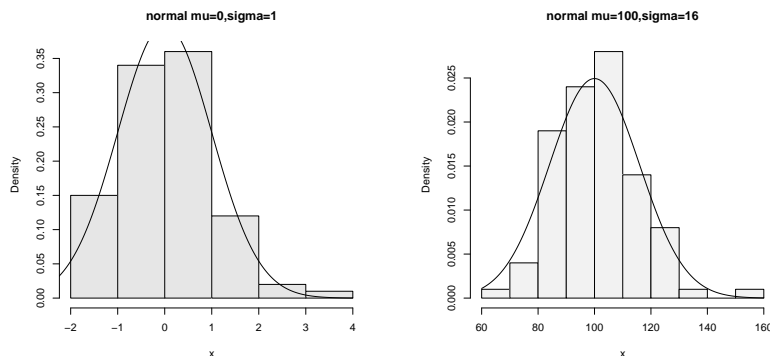 normal mu=0,sigma=1
Density
0.00 0.05 0.10 0.15 0.20 0.25 0.30 0.35
−2 −1 0 1 2 3 4
x
normal mu=100,sigma=16
Density
0.000 0.005 0.010 0.015 0.020 0.025
60 80 100 120 140 160
x